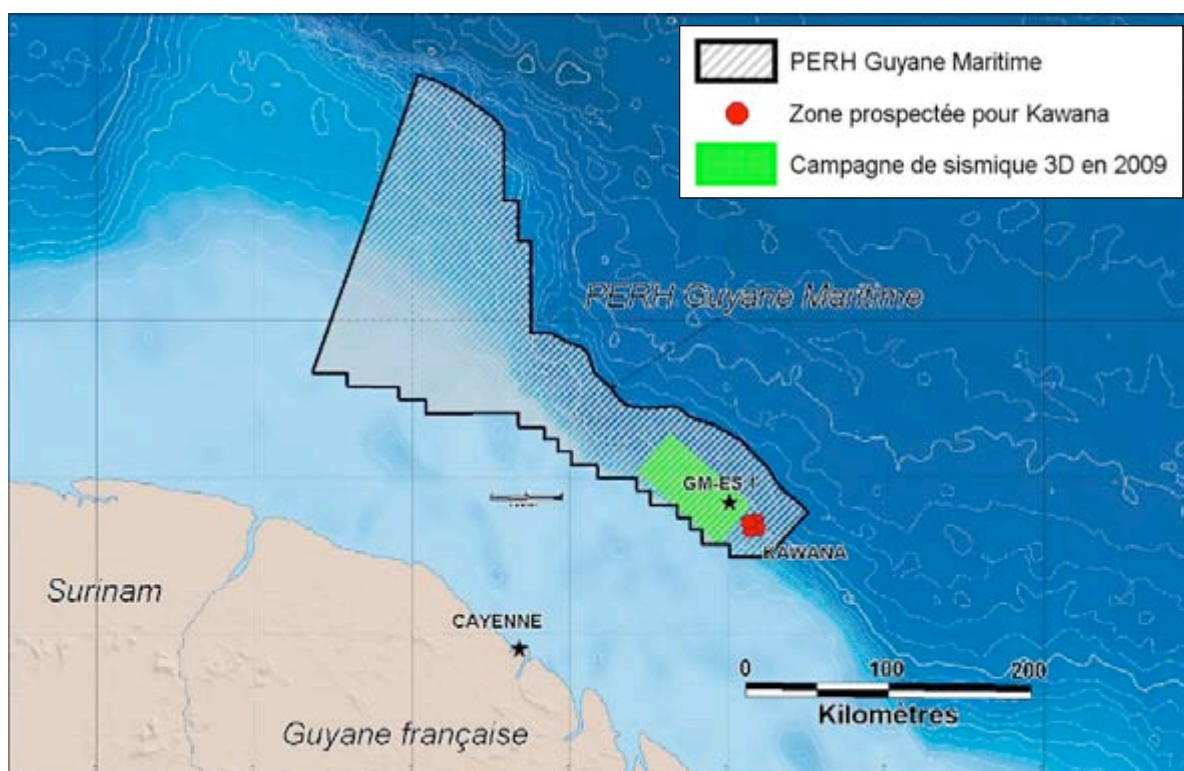 PERH Guyane Maritime
Zone prospectée pour Kawana
Campagne de sismique 3D en 2009
PERH Guyane Maritime
GM-ES 1
KAWANA
Surinam
CAYENNE
Guyane française
0 100 200
Kilomètres